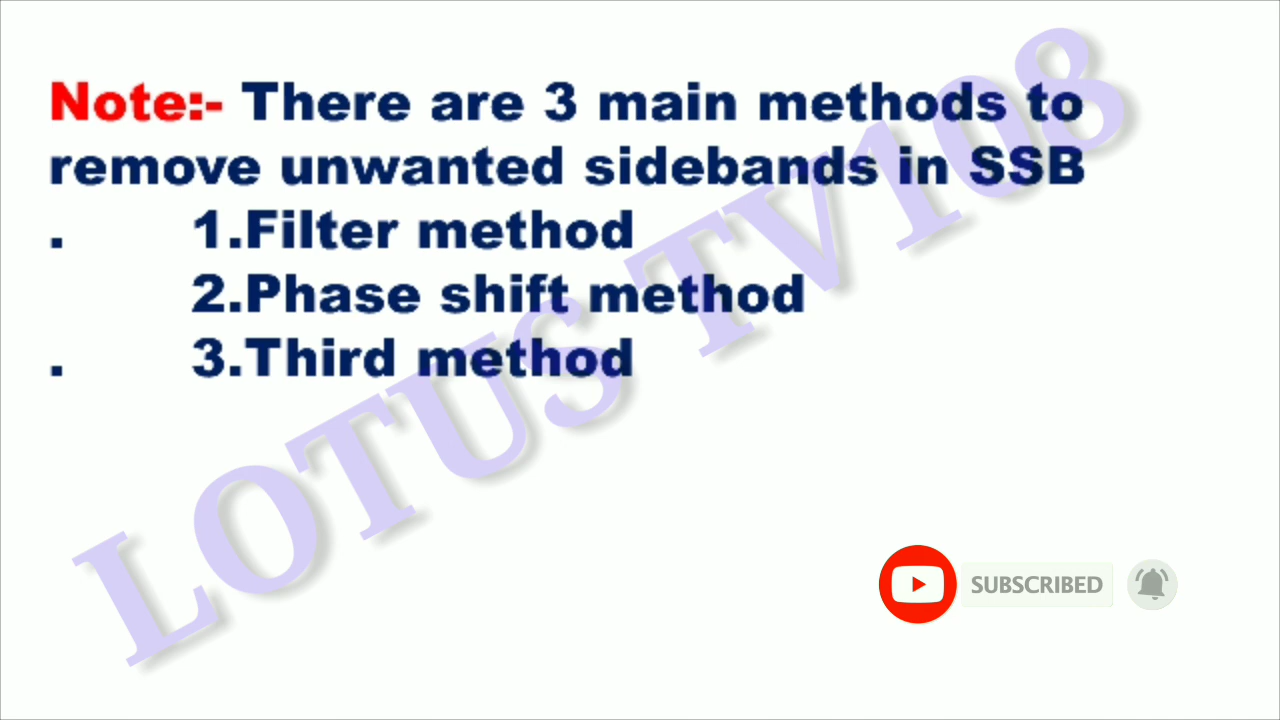 Note:- There are 3 main methods to
remove unwanted sidebands in SSB
. 1.Filter method
2.Phase shift method
. 3.Third method
LOTUS TV108
SUBSCRIBED